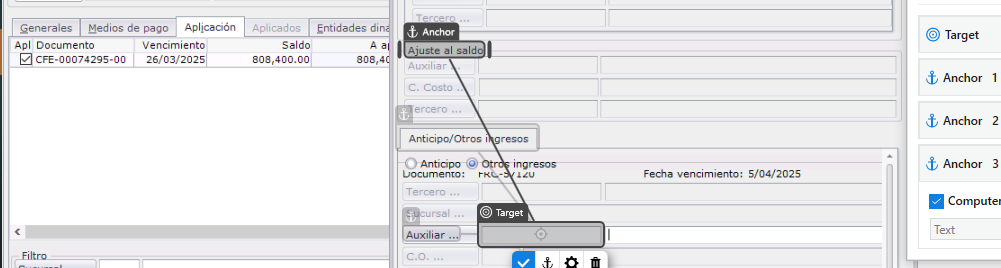 Generales Medios de pago Aplicación Aplicados Entidades dina
Apl Documento Vencimiento Saldo A ap
CFE-00074295-00 26/03/2025 808,400.00 808,4
Filtro
Tercero ...
Anchor
Ajuste al saldo
Auxiliar ...
C. Costo ...
Tercero ...
Anticipo/Otros ingresos
Anticipo Otros ingresos
Documento: FRC-57120 Fecha vencimiento: 5/04/2025
Tercero ...
Sucursal ...
Target
Auxiliar ...
C.O. ...
Target
Anchor 1
Anchor 2
Anchor 3
Computer
Text